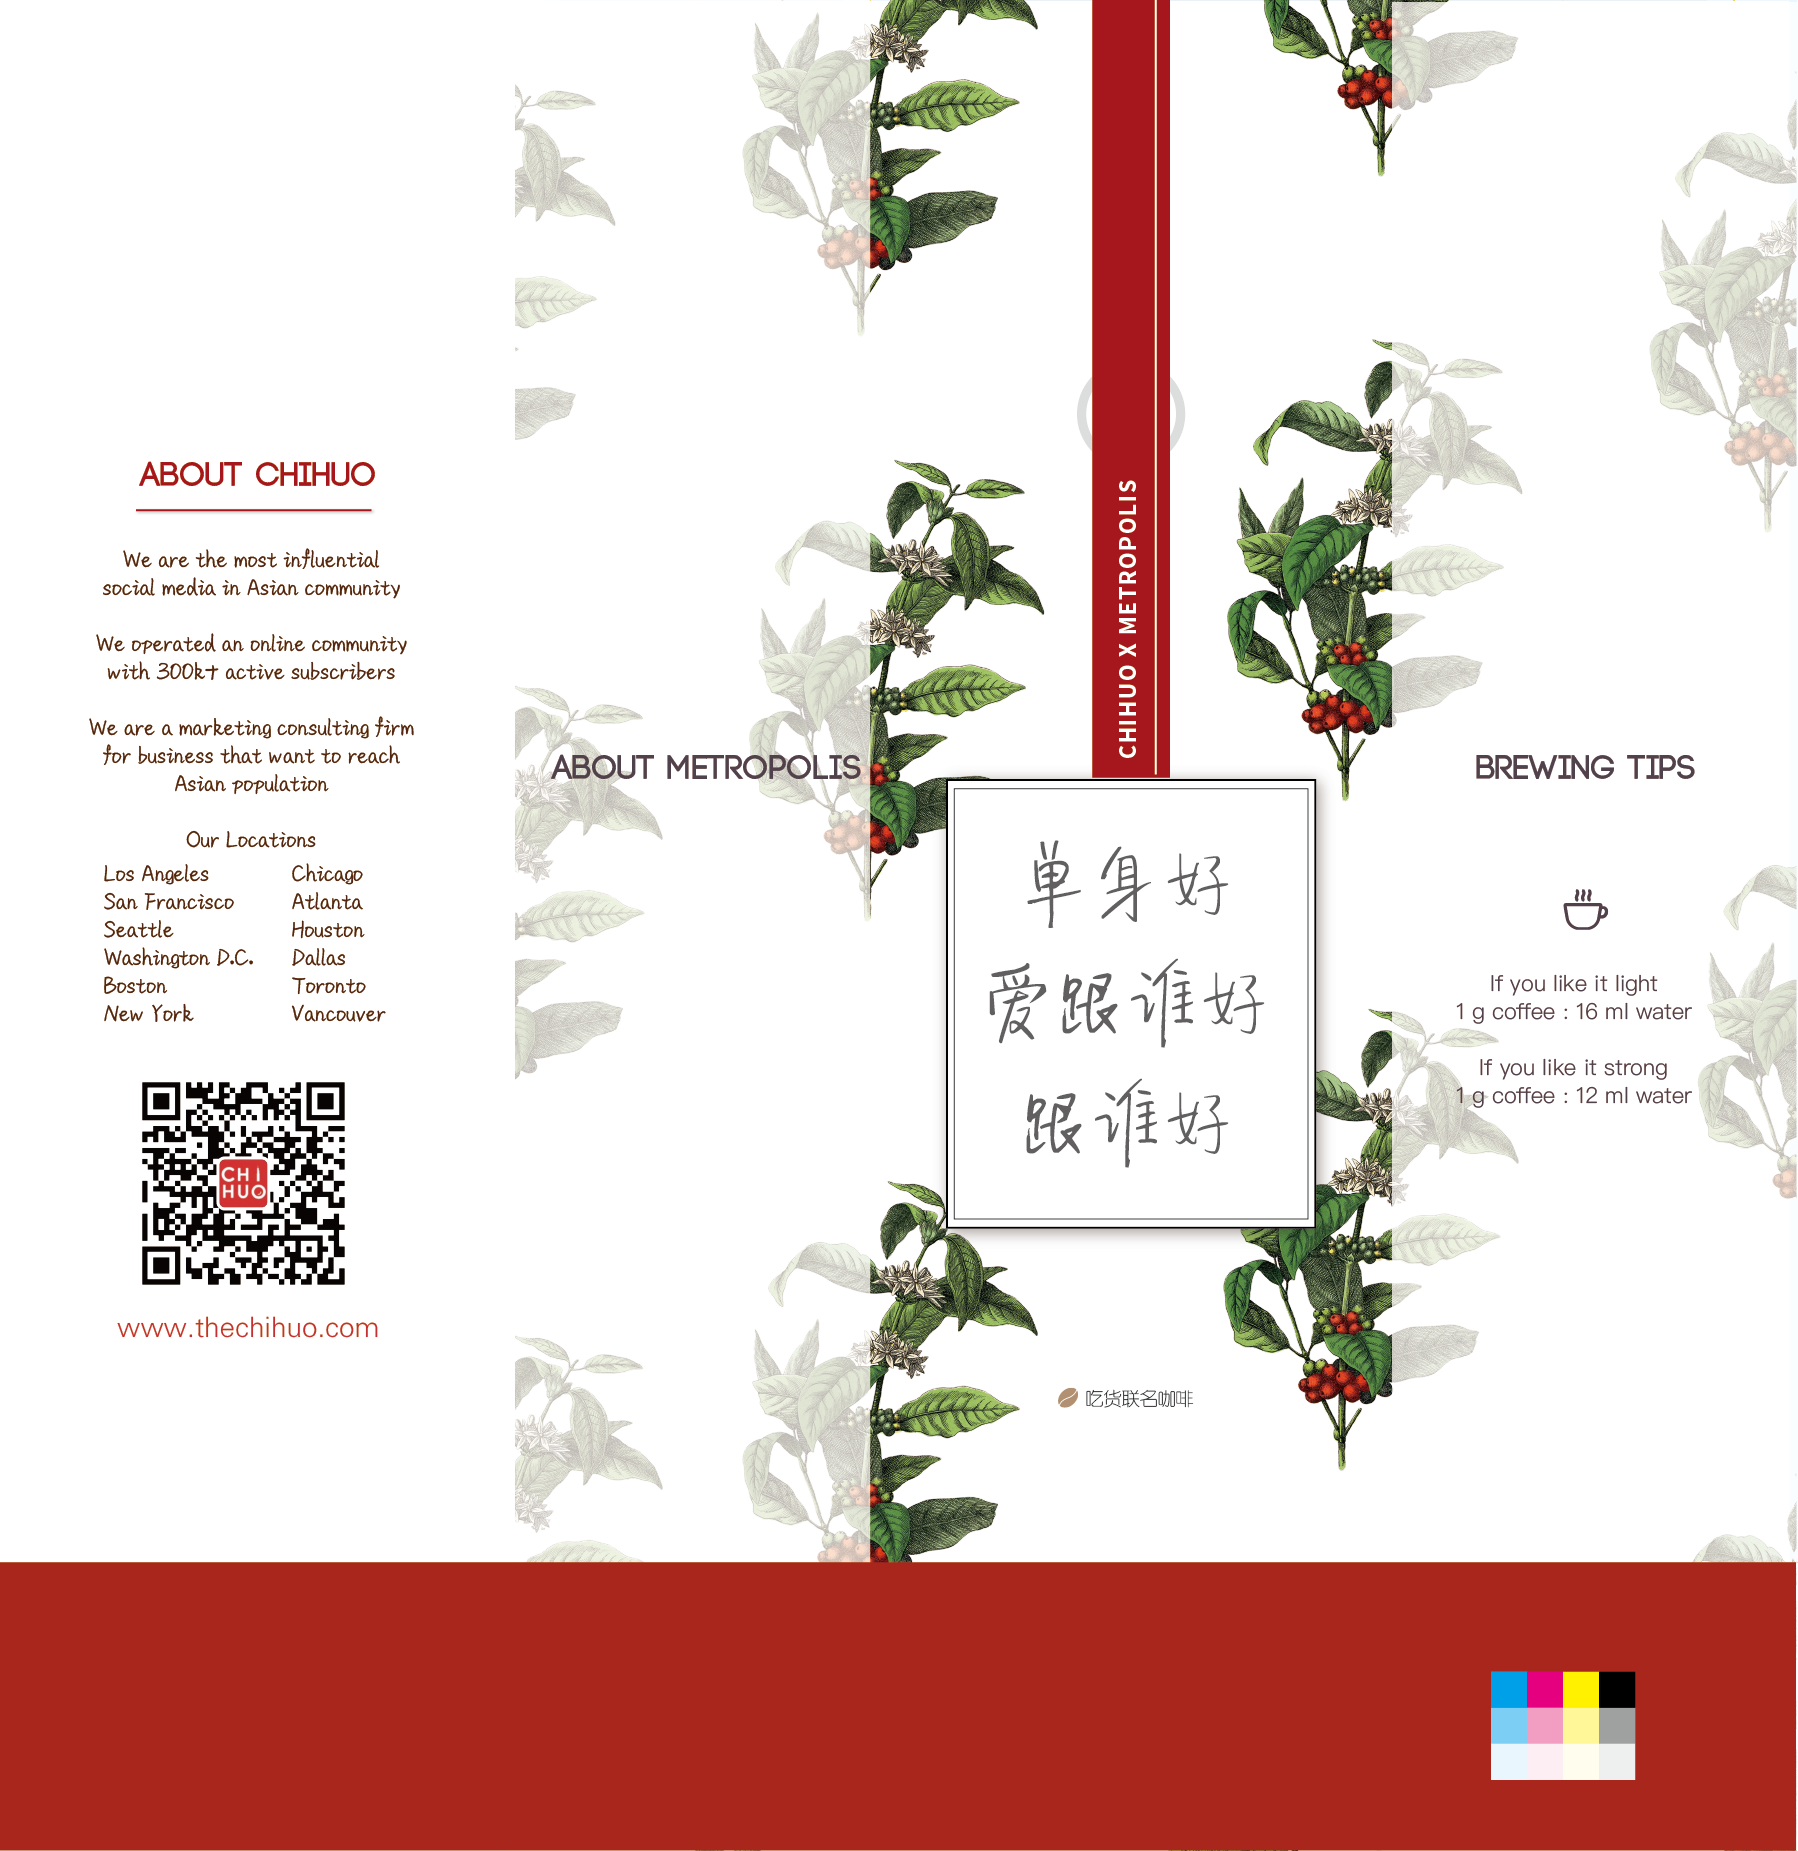 ABOUT CHIHUO
We are the most influential
social media in Asian community
We operated an online community
with 300k+ active subscribers
We are a marketing consulting firm
for business that want to reach
Asian population
Our Locations
Los Angeles
San Francisco
Seattle
Washington D.C.
Boston
New York
Chicago
Atlanta
Houston
Dallas
Toronto
Vancouver
CHI
HUO
www.thechihuo.com
ABOUT METROPOLIS
CHIHUO X METROPOLIS
单身好
爱跟谁好
跟谁好
吃货联名咖啡
BREWING TIPS
If you like it light
1 g coffee : 16 ml water
If you like it strong
1 g coffee : 12 ml water